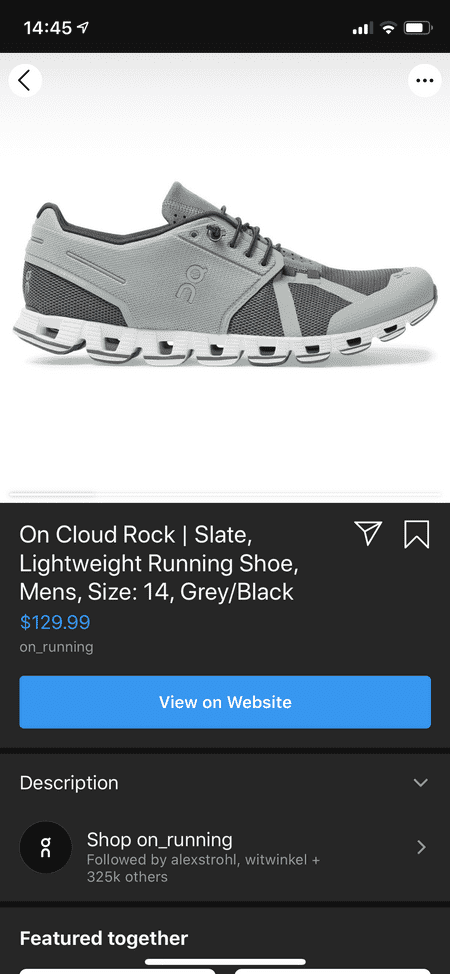 14:45
On Cloud Rock | Slate,
Lightweight Running Shoe,
Mens, Size: 14, Grey/Black
$129.99
on_running
View on Website
Description
Shop on_running
Followed by alexstrohl, witwinkel +
325k others
Featured together